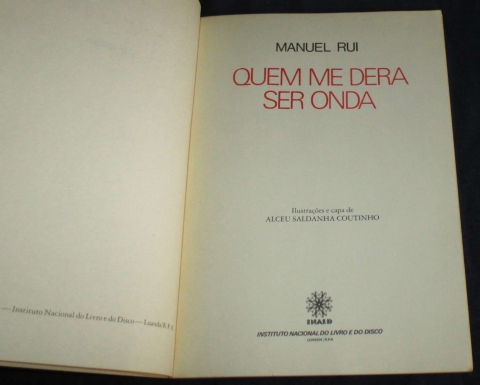 — Instituto Nacional do Livro e do Disco —
MANUEL RUI
QUEM ME DERA
SER ONDA
Ilustrações e capa de
ALCEU SALDANHA COUTINHO
INALD
INSTITUTO NACIONAL DO LIVRO E DO DISCO